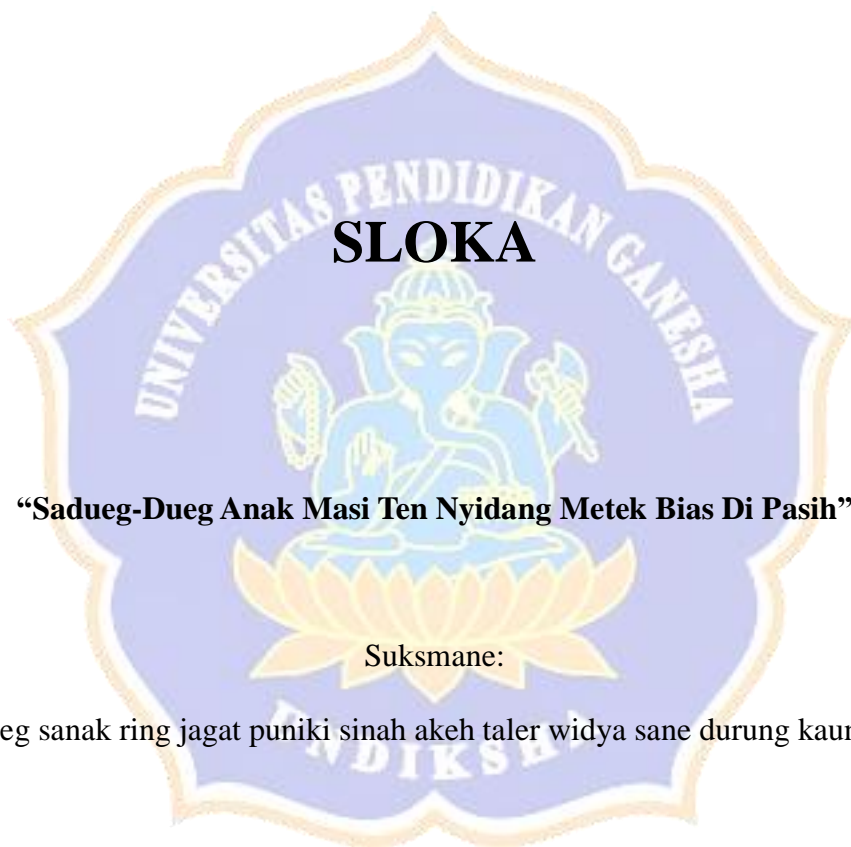 UNIVERSITAS PENDIDIKAN GANESHA
SLOKA
“Sadueg-Dueg Anak Masi Ten Nyidang Metek Bias Di Pasih”
Suksmane:
sanak ring jagat puniki sinah akeh taler widya sane durung
UNDIKSHA